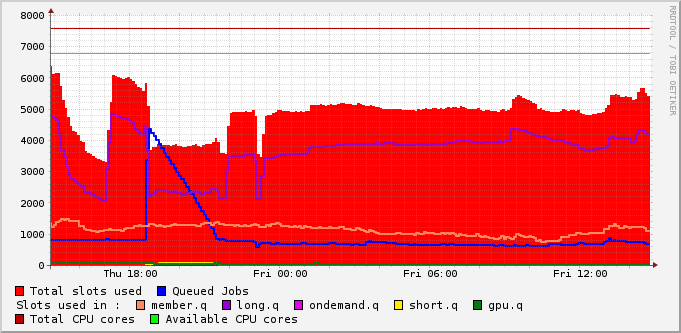 8000
7000
6000
5000
4000
3000
2000
1000
0
Thu 18:00 Fri 00:00 Fri 06:00 Fri 12:00
RRDTOOL / TOBI OETIKER
Total slots used Queued Jobs
Slots used in : member.q long.q ondemand.q short.q gpu.q
Total CPU cores Available CPU cores